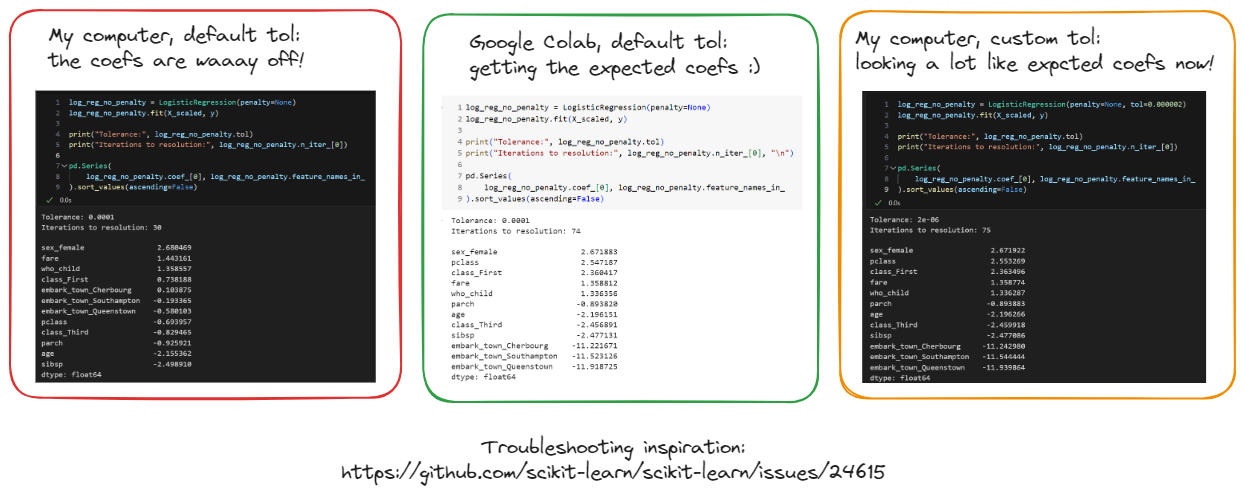 My computer, default tol:
the coefs are waaay off!
1 log_reg_no_penalty = LogisticRegression(penalty=None)
2 log_reg_no_penalty.fit(X_scaled, y)
3
4 print("Tolerance:", log_reg_no_penalty.tol)
5 print("Iterations to resolution:", log_reg_no_penalty.n_iter_[0])
6
7 pd.Series(
8 log_reg_no_penalty.coef_[0], log_reg_no_penalty.feature_names_in_
9 ).sort_values(ascending=False)
✓ 0.0s
Tolerance: 0.0001
Iterations to resolution: 30
sex_female 2.680469
fare 1.443161
who_child 1.358557
class_First 0.738188
embark_town_Cherbourg 0.103875
embark_town_Southampton -0.193365
embark_town_Queenstown -0.580103
pclass -0.693957
class_Third -0.829465
parch -0.925921
age -2.155362
sibsp -2.498910
dtype: float64
Google Colab, default tol:
getting the expected coefs :)
1 log_reg_no_penalty = LogisticRegression(penalty=None)
2 log_reg_no_penalty.fit(X_scaled, y)
3
4 print("Tolerance:", log_reg_no_penalty.tol)
5 print("Iterations to resolution:", log_reg_no_penalty.n_iter_[0], "\n")
6
7 pd.Series(
8 log_reg_no_penalty.coef_[0], log_reg_no_penalty.feature_names_in_
9 ).sort_values(ascending=False)
Tolerance: 0.0001
Iterations to resolution: 74
sex_female 2.671883
pclass 2.547187
class_First 2.360417
fare 1.358812
who_child 1.336356
parch -0.893820
age -2.196151
class_Third -2.456891
sibsp -2.477131
embark_town_Cherbourg -11.221671
embark_town_Southampton -11.523126
embark_town_Queenstown -11.918725
dtype: float64
My computer, custom tol:
looking a lot like expcted coefs now!
1 log_reg_no_penalty = LogisticRegression(penalty=None, tol=0.000002)
2 log_reg_no_penalty.fit(X_scaled, y)
3
4 print("Tolerance:", log_reg_no_penalty.tol)
5 print("Iterations to resolution:", log_reg_no_penalty.n_iter_[0])
6
7 pd.Series(
8 log_reg_no_penalty.coef_[0], log_reg_no_penalty.feature_names_in_
9 ).sort_values(ascending=False)
✓ 0.0s
Tolerance: 2e-06
Iterations to resolution: 75
sex_female 2.671922
pclass 2.553269
class_First 2.363496
fare 1.358774
who_child 1.336287
parch -0.893883
age -2.196266
class_Third -2.459918
sibsp -2.477086
embark_town_Cherbourg -11.242980
embark_town_Southampton -11.544444
embark_town_Queenstown -11.939864
dtype: float64
Troubleshooting inspiration:
https://github.com/scikit-learn/scikit-learn/issues/24615